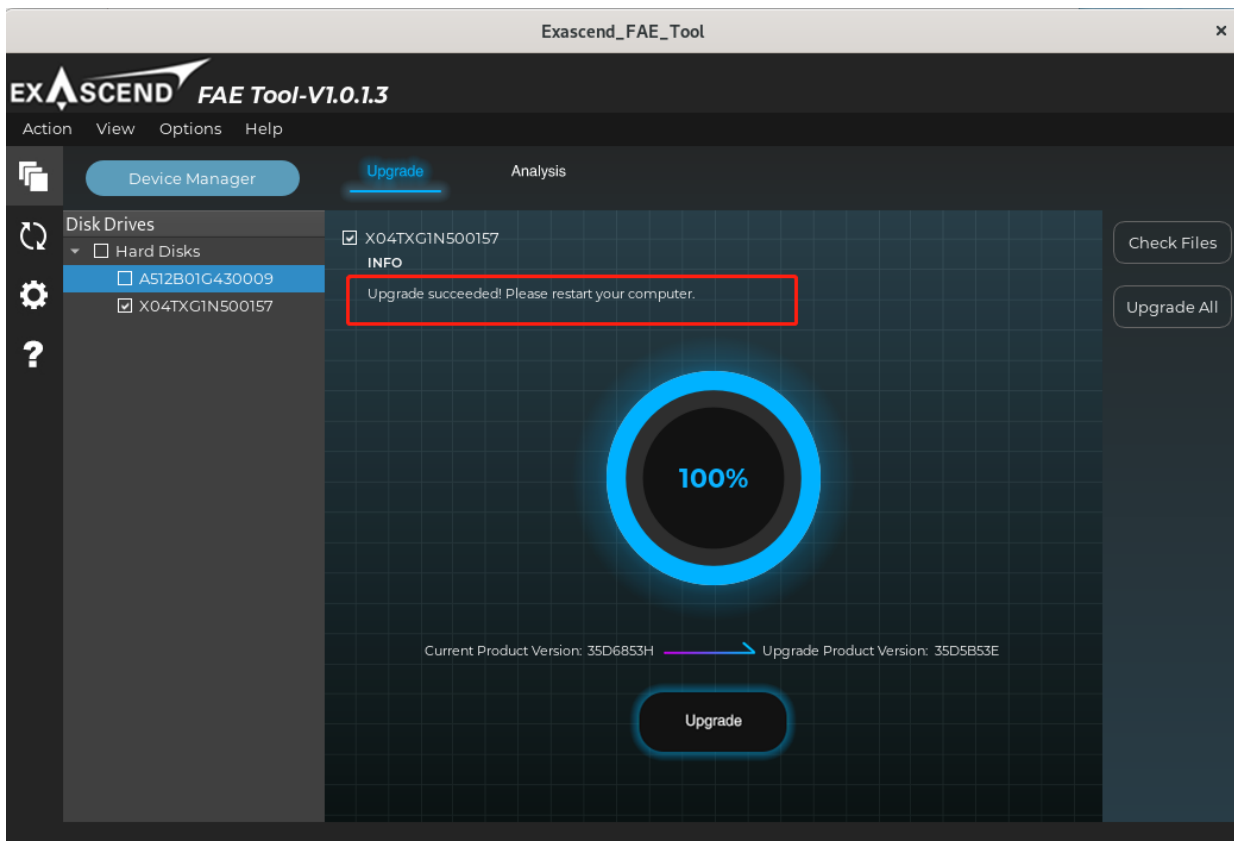 Exascend_FAE_Tool ×
EXASCEND FAE Tool-V1.0.1.3
Action View Options Help
Device Manager Upgrade Analysis
Disk Drives
Hard Disks
A512B01G430009
X04TXG1N500157
?
X04TXG1N500157
INFO
Upgrade succeeded! Please restart your computer.
100%
Current Product Version: 35D6853H Upgrade Product Version: 35D5B53E
Upgrade
Check Files
Upgrade All